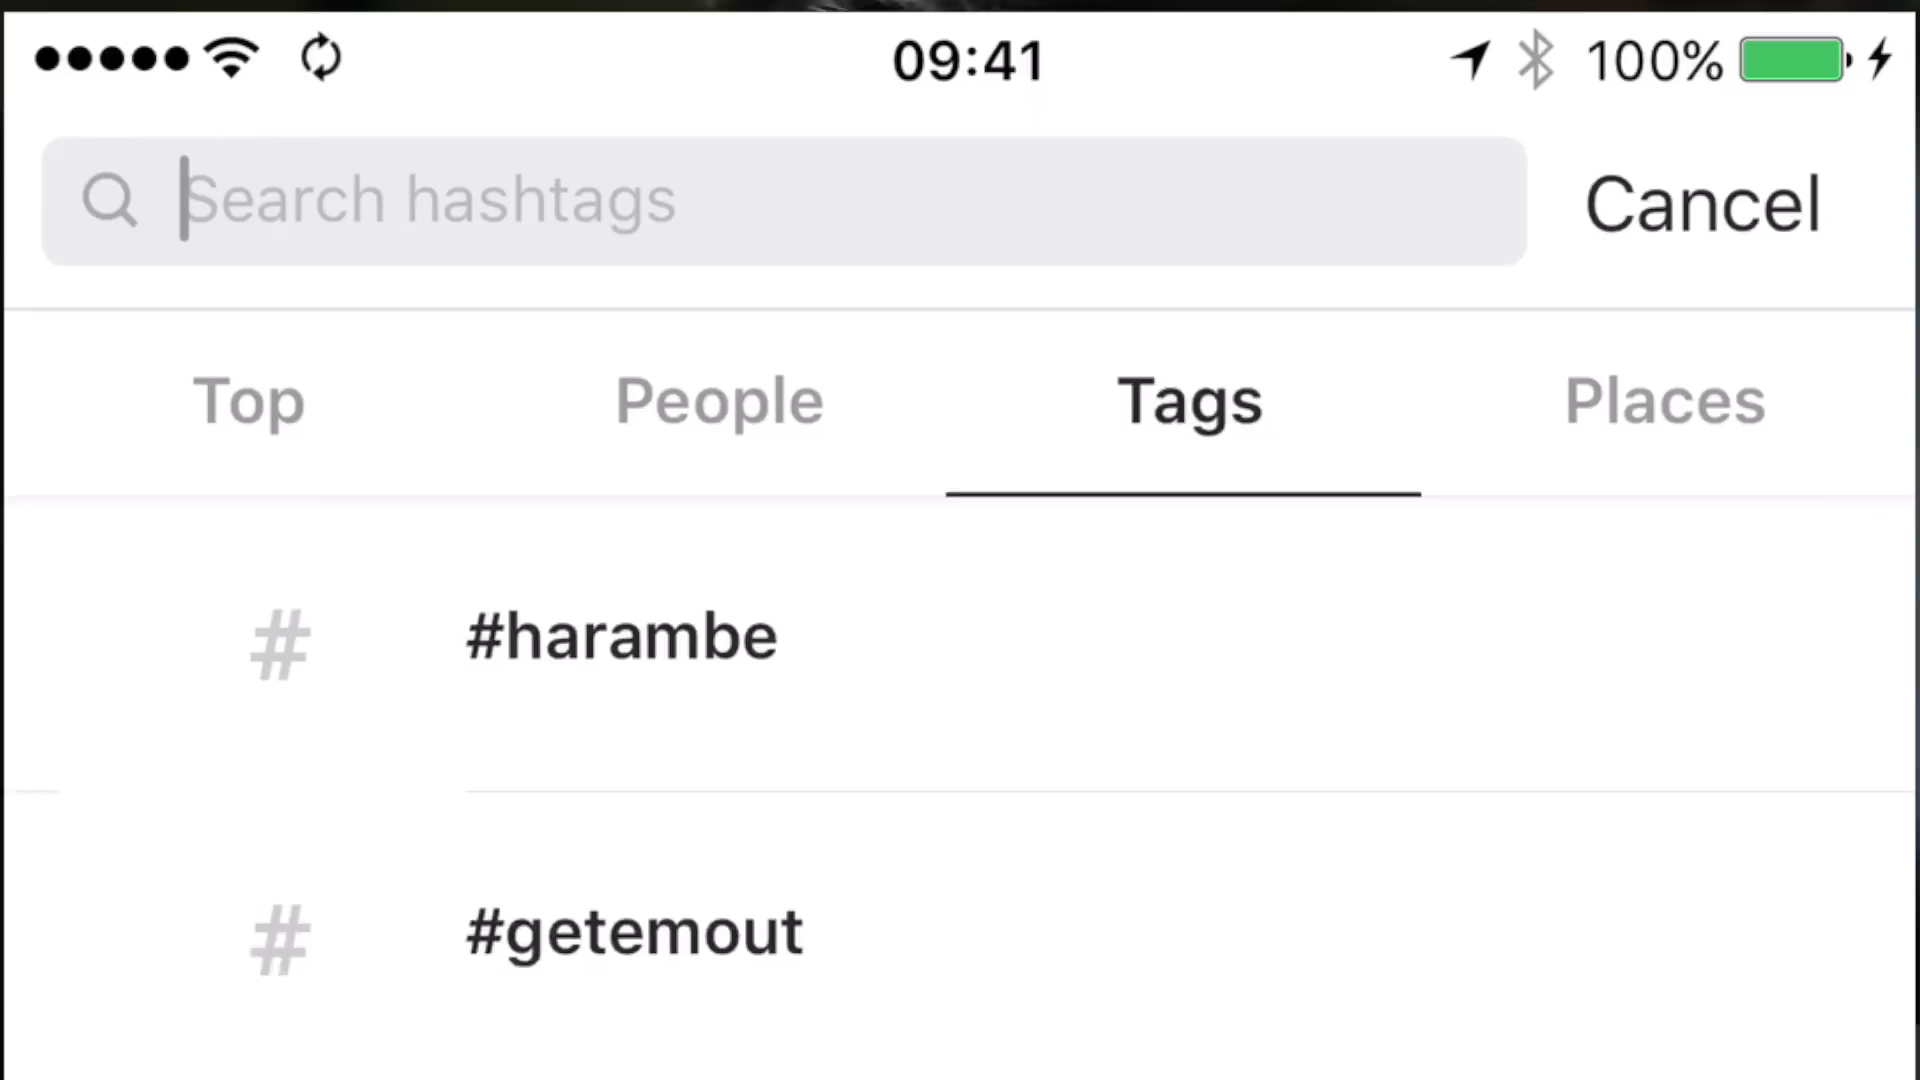 09:41 100%
Search hashtags Cancel
Top People Tags Places
# #harambe
# #getemout